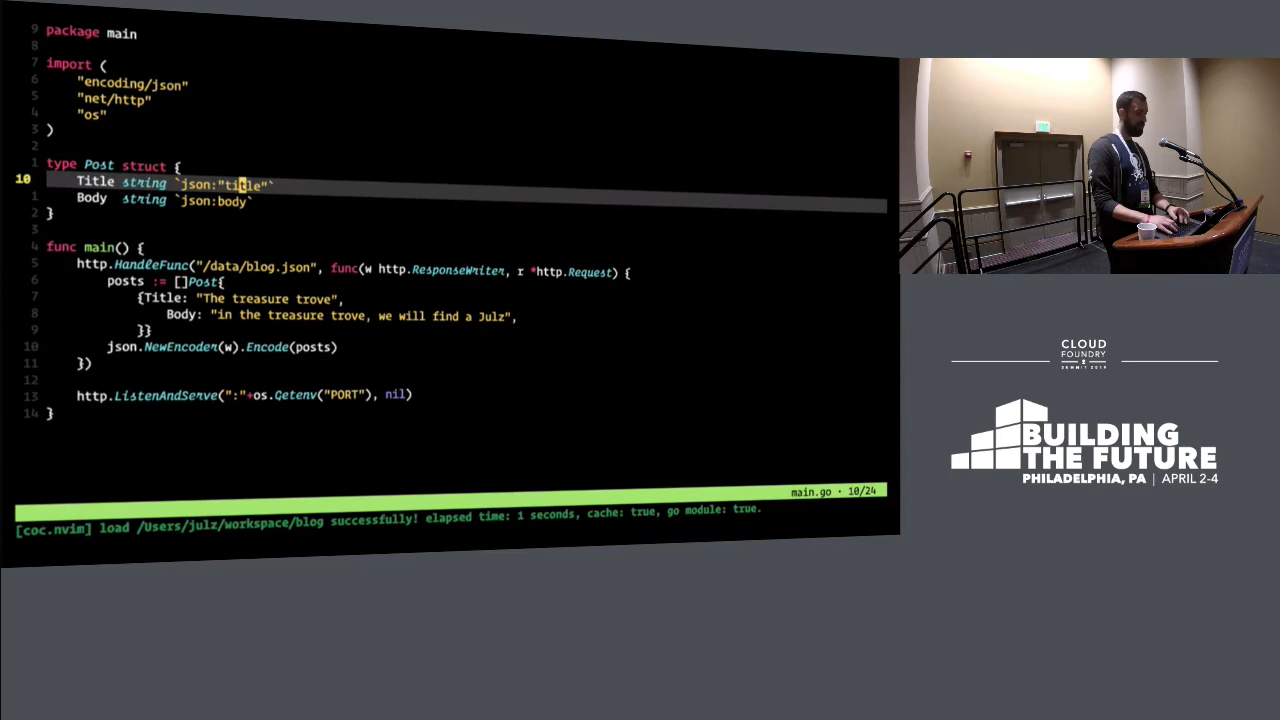 9 package main
8
7 import (
6 "encoding/json"
5 "net/http"
4 "os"
3 )
2
1 type Post struct {
10 Title string `json:"title"`
1 Body string `json:body`
2 }
3
4 func main() {
5 http.HandleFunc("/data/blog.json", func(w http.ResponseWriter, r *http.Request) {
6 posts := []Post{
7 {Title: "The treasure trove",
8 Body: "in the treasure trove, we will find a Julz",
9 }}
10 json.NewEncoder(w).Encode(posts)
11 })
12
13 http.ListenAndServe(":"+os.Getenv("PORT"), nil)
14 }
main.go · 10/24
[coc.nvim] load /Users/julz/workspace/blog successfully! elapsed time: 1 seconds, cache: true, go module: true.
CLOUD
FOUNDRY
SUMMIT 2019
BUILDING
THE FUTURE
PHILADELPHIA, PA | APRIL 2-4